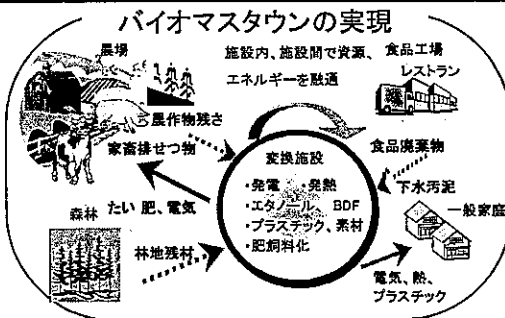 バイオマスタウンの実現
農場
施設内、施設間で資源、
エネルギーを融通
食品工場
レストラン
農作物残さ
家畜排せつ物
食品廃棄物
変換施設
・発電 ・発熱
・エタノール、BDF
・プラスチック、素材
・肥飼料化
下水汚泥
一般家庭
たい肥、電気
森林
林地残材
電気、熱、
プラスチック